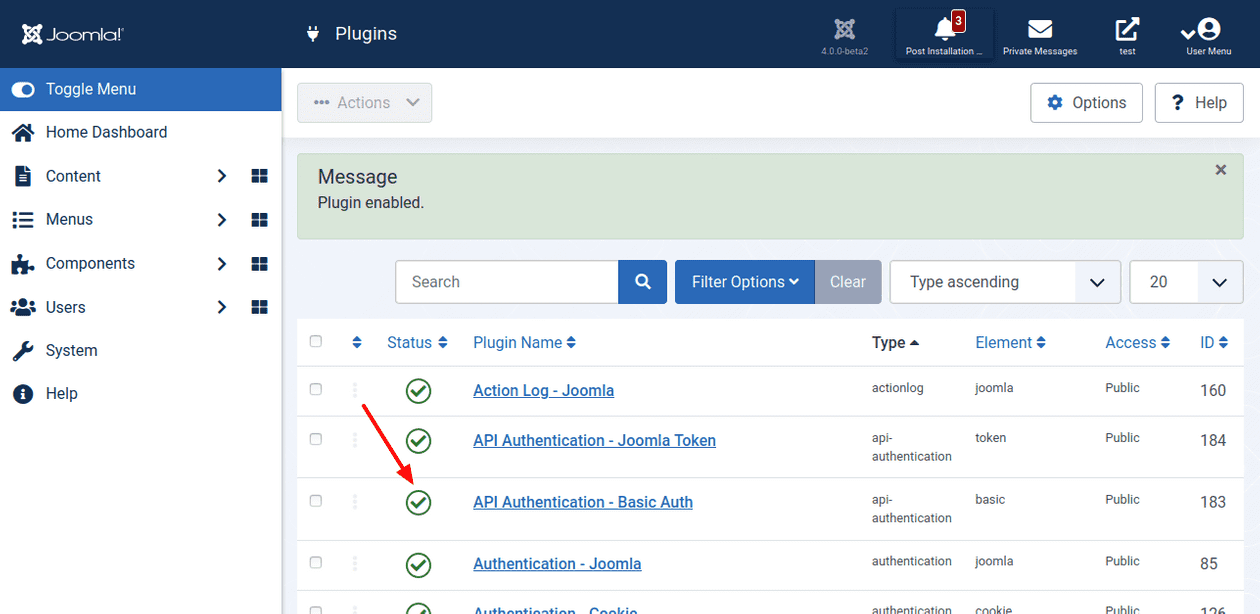 Joomla!
Plugins
4.0.0-beta2
3
Post Installation ...
Private Messages
test
User Menu
Toggle Menu
Home Dashboard
Content
Menus
Components
Users
System
Help
Actions
Options
? Help
Message
Plugin enabled.
Search
Filter Options
Clear
Type ascending
20
Status Plugin Name Type Element Access ID
Action Log - Joomla actionlog joomla Public 160
API Authentication - Joomla Token api-
authentication token Public 184
API Authentication - Basic Auth api-
authentication basic Public 183
Authentication - Joomla authentication joomla Public 85
Authentication - Cookie authentication cookie Public 126